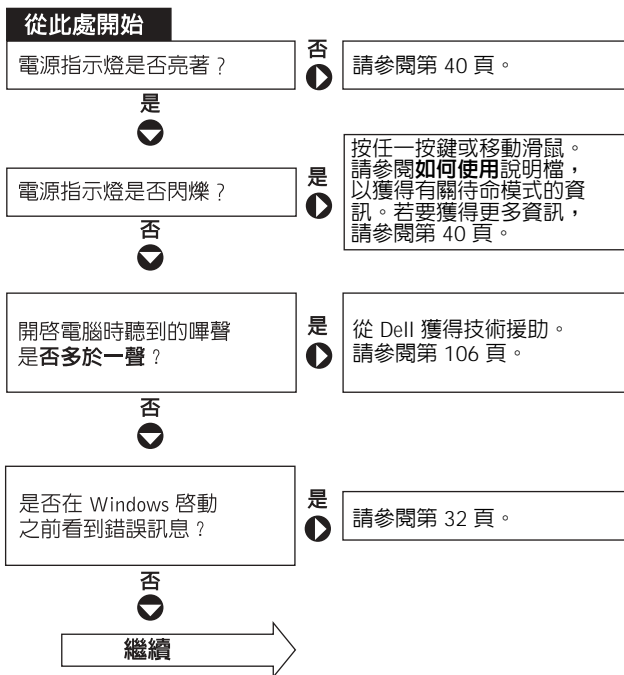 從此處開始
電源指示燈是否亮著？
否
請參閱第 40 頁。
是
電源指示燈是否閃爍？
是
按任一按鍵或移動滑鼠。
請參閱如何使用說明檔，
以獲得有關待命模式的資
訊。若要獲得更多資訊，
請參閱第 40 頁。
否
開啓電腦時聽到的嗶聲
是否多於一聲？
是
從 Dell 獲得技術援助。
請參閱第 106 頁。
否
是否在 Windows 啓動
之前看到錯誤訊息？
是
請參閱第 32 頁。
否
繼續